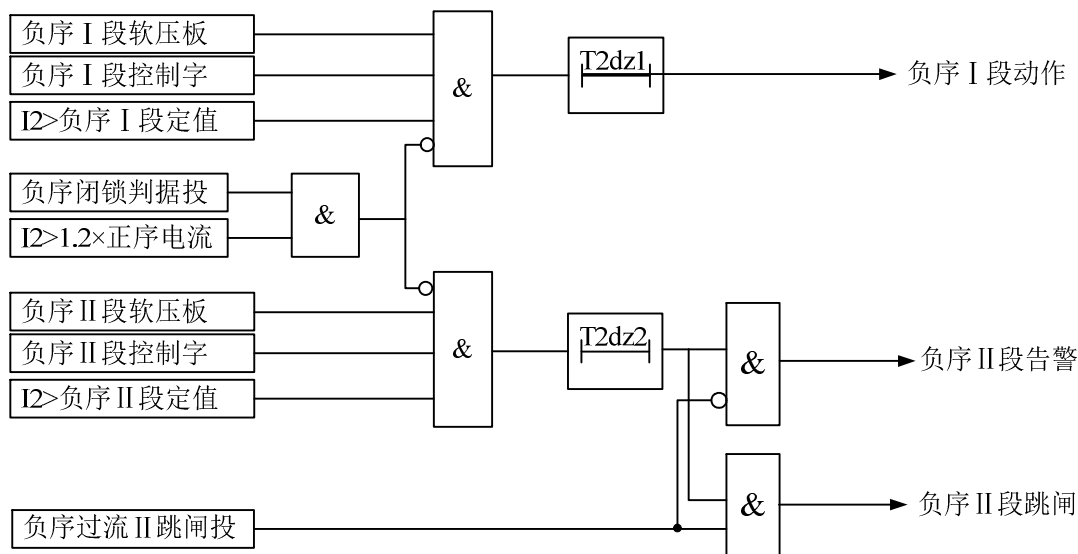 负序Ⅰ段软压板
负序Ⅰ段控制字
I2>负序Ⅰ段定值
&
T2dz1
负序Ⅰ段动作
负序闭锁判据投
I2>1.2×正序电流
&
负序Ⅱ段软压板
负序Ⅱ段控制字
I2>负序Ⅱ段定值
&
T2dz2
&
负序Ⅱ段告警
负序过流Ⅱ跳闸投
&
负序Ⅱ段跳闸